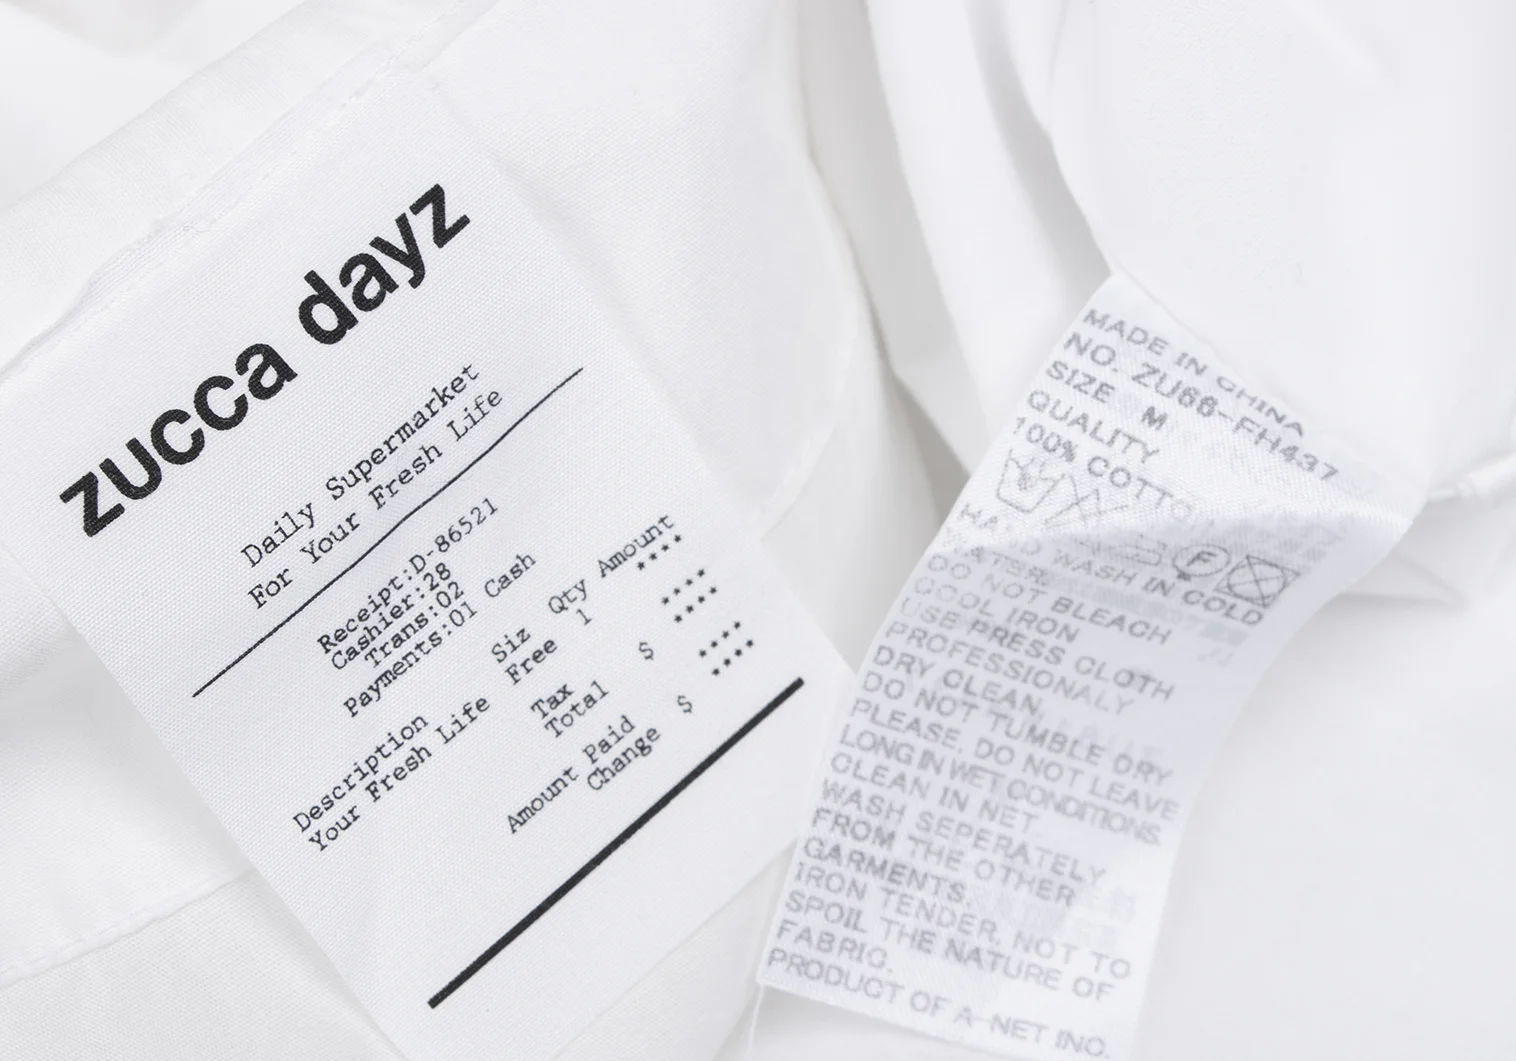 zucca dayz
Daily Supermarket
For Your Fresh Life
Receipt:D-86521
Cashier:28
Trans:02
Payments:01 Cash
Description Siz Qty Amount
Your Fresh Life Free 1 ****
Tax ****
Total $ ****
Amount Paid ****
Change $ ****
MADE IN CHINA
NO. ZU66-FH437
SIZE M
QUALITY
100% COTTON
F
HAND WASH IN COLD
WATER
DO NOT BLEACH
COOL IRON
USE PRESS CLOTH
PROFESSIONALY
DRY CLEAN,
DO NOT TUMBLE DRY
PLEASE, DO NOT LEAVE
LONG IN WET CONDITIONS.
CLEAN IN NET.
WASH SEPERATELY
FROM THE OTHER
GARMENTS.
IRON TENDER, NOT TO
SPOIL THE NATURE OF
FABRIC.
PRODUCT OF A-NET INC.